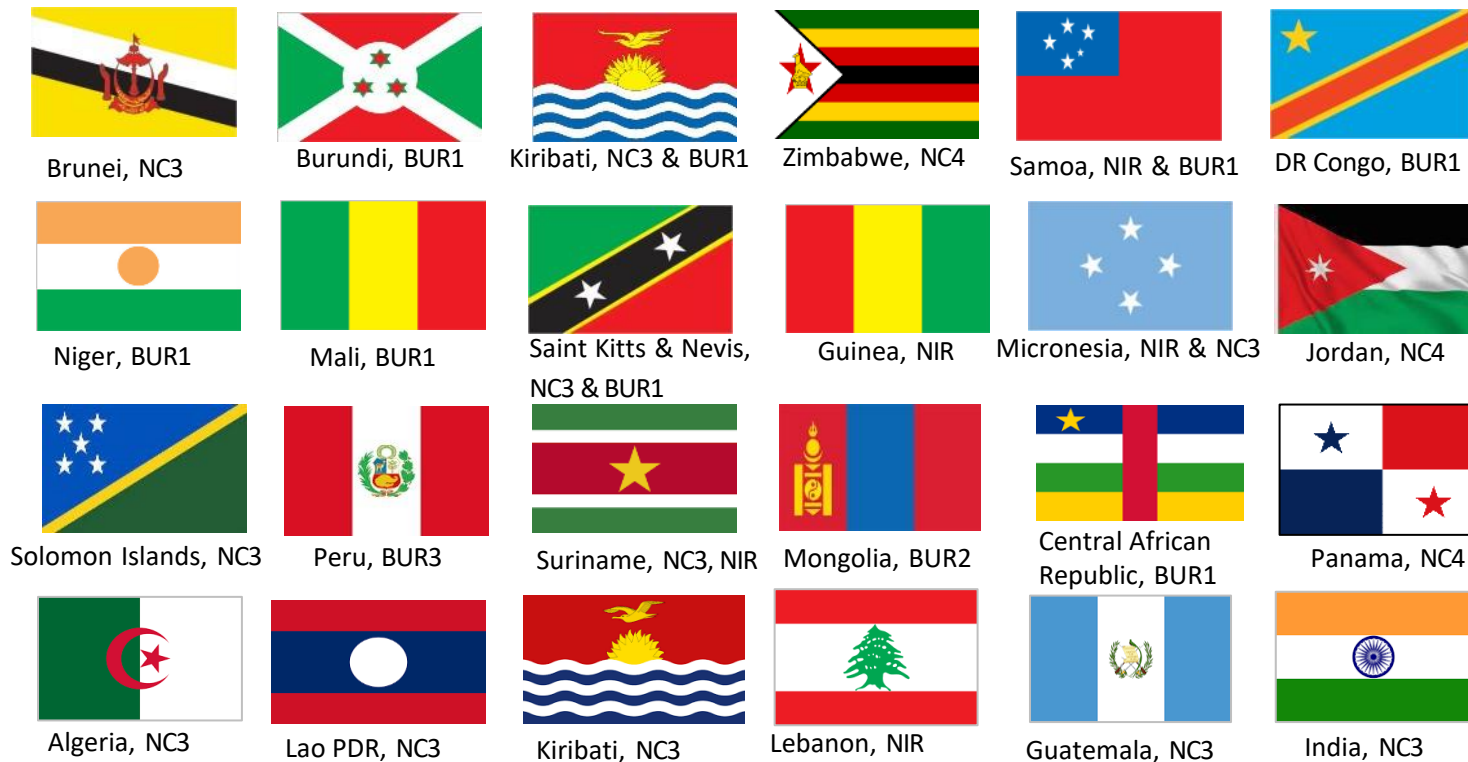 Brunei, NC3
Burundi, BUR1
Kiribati, NC3 & BUR1
Zimbabwe, NC4
Samoa, NIR & BUR1
DR Congo, BUR1
Niger, BUR1
Mali, BUR1
Saint Kitts & Nevis,
NC3 & BUR1
Guinea, NIR
Micronesia, NIR & NC3
Jordan, NC4
Solomon Islands, NC3
Peru, BUR3
Suriname, NC3, NIR
Mongolia, BUR2
Central African
Republic, BUR1
Panama, NC4
Algeria, NC3
Lao PDR, NC3
Kiribati, NC3
Lebanon, NIR
Guatemala, NC3
India, NC3